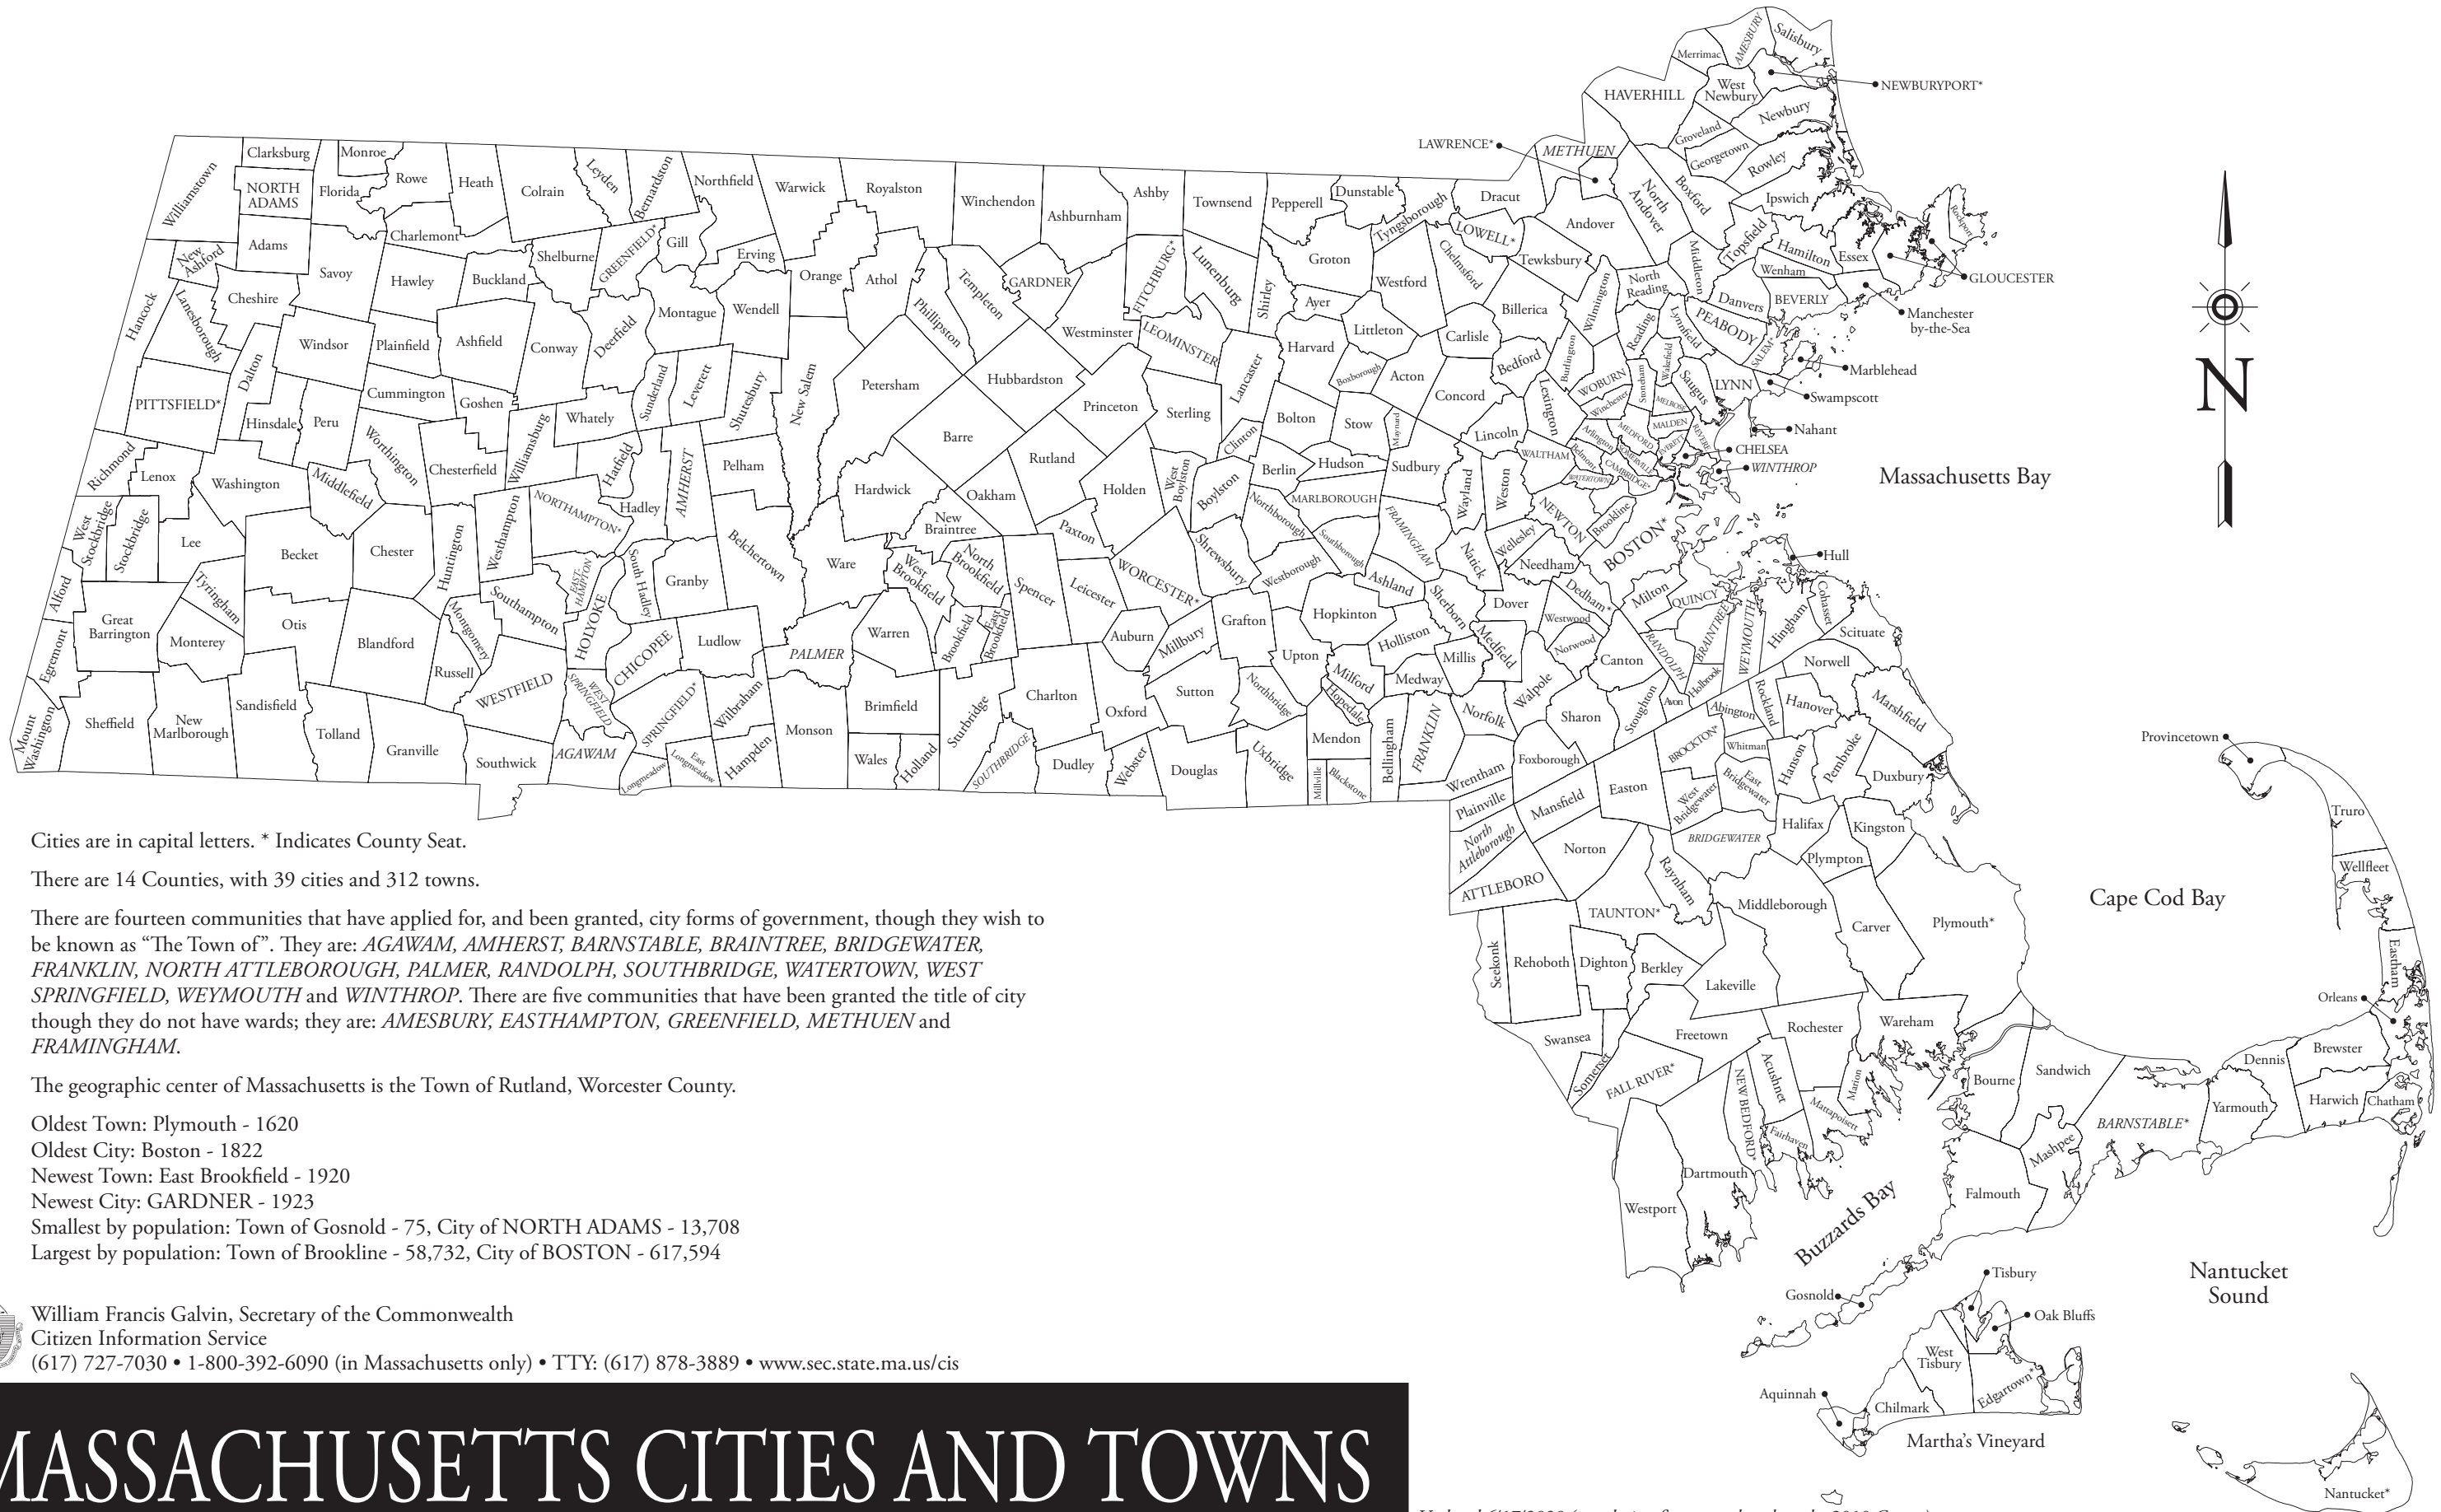 AMESBURY
Salisbury
Merrimac
NEWBURYPORT*
West
Newbury
HAVERHILL
Newbury
Groveland
LAWRENCE*
METHUEN
Georgetown
Rowley
Clarksburg
Monroe
Williamstown
NORTH
ADAMS
Florida
Rowe
Heath
Colrain
Leyden
Bernardston
Northfield
Warwick
Royalston
Winchendon
Ashburnham
Ashby
Townsend
Pepperell
Dunstable
Tyngsborough
Dracut
Andover
North
Andover
Boxford
Ipswich
Rockport
Charlemont
Adams
New
Ashford
Shelburne
GREENFIELD*
Gill
Erving
LOWELL*
Topsfield
Hamilton
Essex
Savoy
Hawley
Buckland
Orange
Athol
Templeton
GARDNER
FITCHBURG*
Lunenburg
Shirley
Groton
Westford
Chelmsford
Tewksbury
Middleton
Wenham
GLOUCESTER
Hancock
Lanesborough
Cheshire
Montague
Wendell
Phillipston
Ayer
Billerica
Wilmington
North
Reading
Danvers
BEVERLY
Manchester
by-the-Sea
Windsor
Plainfield
Ashfield
Conway
Deerfield
Westminster
LEOMINSTER
Harvard
Littleton
Carlisle
Reading
Lynnfield
PEABODY
SALEM*
Marblehead
Dalton
Cummington
Goshen
Sunderland
Leverett
Shutesbury
New Salem
Petersham
Hubbardston
Lancaster
Boxborough
Acton
Bedford
Burlington
Wakefield
Saugus
LYNN
Swampscott
PITTSFIELD*
Hinsdale
Peru
Worthington
Williamsburg
Whately
Princeton
Sterling
Bolton
Stow
Maynard
Concord
Lexington
WOBURN
Stoneham
Winchester
MELROSE
Nahant
Barre
Clinton
Lincoln
Arlington
MEDFORD
MALDEN
REVERE
Richmond
Lenox
Washington
Middlefield
Chesterfield
Hatfield
AMHERST
Pelham
Hardwick
Rutland
Oakham
Holden
West
Boylston
Boylston
Berlin
Hudson
Sudbury
Wayland
Weston
WALTHAM
Belmont
SOMERVILLE
EVERETT
CHELSEA
WINTHROP
CAMBRIDGE*
WATERTOWN
Massachusetts Bay
N
West
Stockbridge
Stockbridge
Lee
Becket
Chester
Huntington
Westhampton
NORTHAMPTON*
Hadley
Belchertown
New
Braintree
Paxton
Northborough
MARLBOROUGH
Southborough
FRAMINGHAM
NEWTON
Brookline
BOSTON*
Wellesley
Natick
Needham
Hull
Alford
Tyringham
EAST-
HAMPTON
South Hadley
Granby
Ware
West
Brookfield
North
Brookfield
Spencer
Leicester
WORCESTER*
Shrewsbury
Westborough
Ashland
Sherborn
Dover
Dedham*
Milton
QUINCY
Cohasset
Great
Barrington
Monterey
Otis
Blandford
Montgomery
Southampton
HOLYOKE
CHICOPEE
Ludlow
PALMER
Warren
Brookfield
East
Brookfield
Auburn
Millbury
Grafton
Hopkinton
Holliston
Medfield
Westwood
Norwood
Canton
RANDOLPH
BRAINTREE
WEYMOUTH
Hingham
Scituate
Egremont
Russell
WESTFIELD
WEST
SPRINGFIELD
SPRINGFIELD*
Wilbraham
Upton
Milford
Medway
Millis
Holbrook
Norwell
Mount
Washington
Sheffield
New
Marlborough
Sandisfield
Tolland
Granville
Southwick
AGAWAM
Longmeadow
East
Longmeadow
Hampden
Monson
Brimfield
Wales
Holland
Sturbridge
SOUTHBRIDGE
Charlton
Dudley
Oxford
Webster
Sutton
Douglas
Northbridge
Uxbridge
Hopedale
Mendon
Millville
Blackstone
Bellingham
FRANKLIN
Norfolk
Walpole
Sharon
Stoughton
Avon
Abington
Rockland
Hanover
Marshfield
Wrentham
Foxborough
BROCKTON*
Whitman
Hanson
Pembroke
Duxbury
Provincetown
Plainville
Mansfield
Easton
West
Bridgewater
East
Bridgewater
Halifax
Kingston
Truro
North
Attleborough
Norton
BRIDGEWATER
Plympton
Wellfleet
ATTLEBORO
Raynham
Middleborough
Cape Cod Bay
TAUNTON*
Carver
Plymouth*
Eastham
Seekonk
Rehoboth
Dighton
Berkley
Lakeville
Orleans
Swansea
Freetown
Rochester
Wareham
Brewster
Somerset
FALL RIVER*
Acushnet
Marion
Bourne
Sandwich
Dennis
NEW BEDFORD*
Mattapoisett
Yarmouth
Harwich
Chatham
BARNSTABLE*
Fairhaven
Mashpee
Dartmouth
Falmouth
Westport
Buzzards Bay
Nantucket
Sound
Tisbury
Gosnold
Oak Bluffs
West
Tisbury
Aquinnah
Chilmark
Edgartown*
Martha's Vineyard
Nantucket*
Cities are in capital letters. * Indicates County Seat.
There are 14 Counties, with 39 cities and 312 towns.
There are fourteen communities that have applied for, and been granted, city forms of government, though they wish to
be known as “The Town of”. They are: AGAWAM, AMHERST, BARNSTABLE, BRAINTREE, BRIDGEWATER,
FRANKLIN, NORTH ATTLEBOROUGH, PALMER, RANDOLPH, SOUTHBRIDGE, WATERTOWN, WEST
SPRINGFIELD, WEYMOUTH and WINTHROP. There are five communities that have been granted the title of city
though they do not have wards; they are: AMESBURY, EASTHAMPTON, GREENFIELD, METHUEN and
FRAMINGHAM.
The geographic center of Massachusetts is the Town of Rutland, Worcester County.
Oldest Town: Plymouth - 1620
Oldest City: Boston - 1822
Newest Town: East Brookfield - 1920
Newest City: GARDNER - 1923
Smallest by population: Town of Gosnold - 75, City of NORTH ADAMS - 13,708
Largest by population: Town of Brookline - 58,732, City of BOSTON - 617,594
William Francis Galvin, Secretary of the Commonwealth
Citizen Information Service
(617) 727-7030 • 1-800-392-6090 (in Massachusetts only) • TTY: (617) 878-3889 • www.sec.state.ma.us/cis
MASSACHUSETTS CITIES AND TOWNS